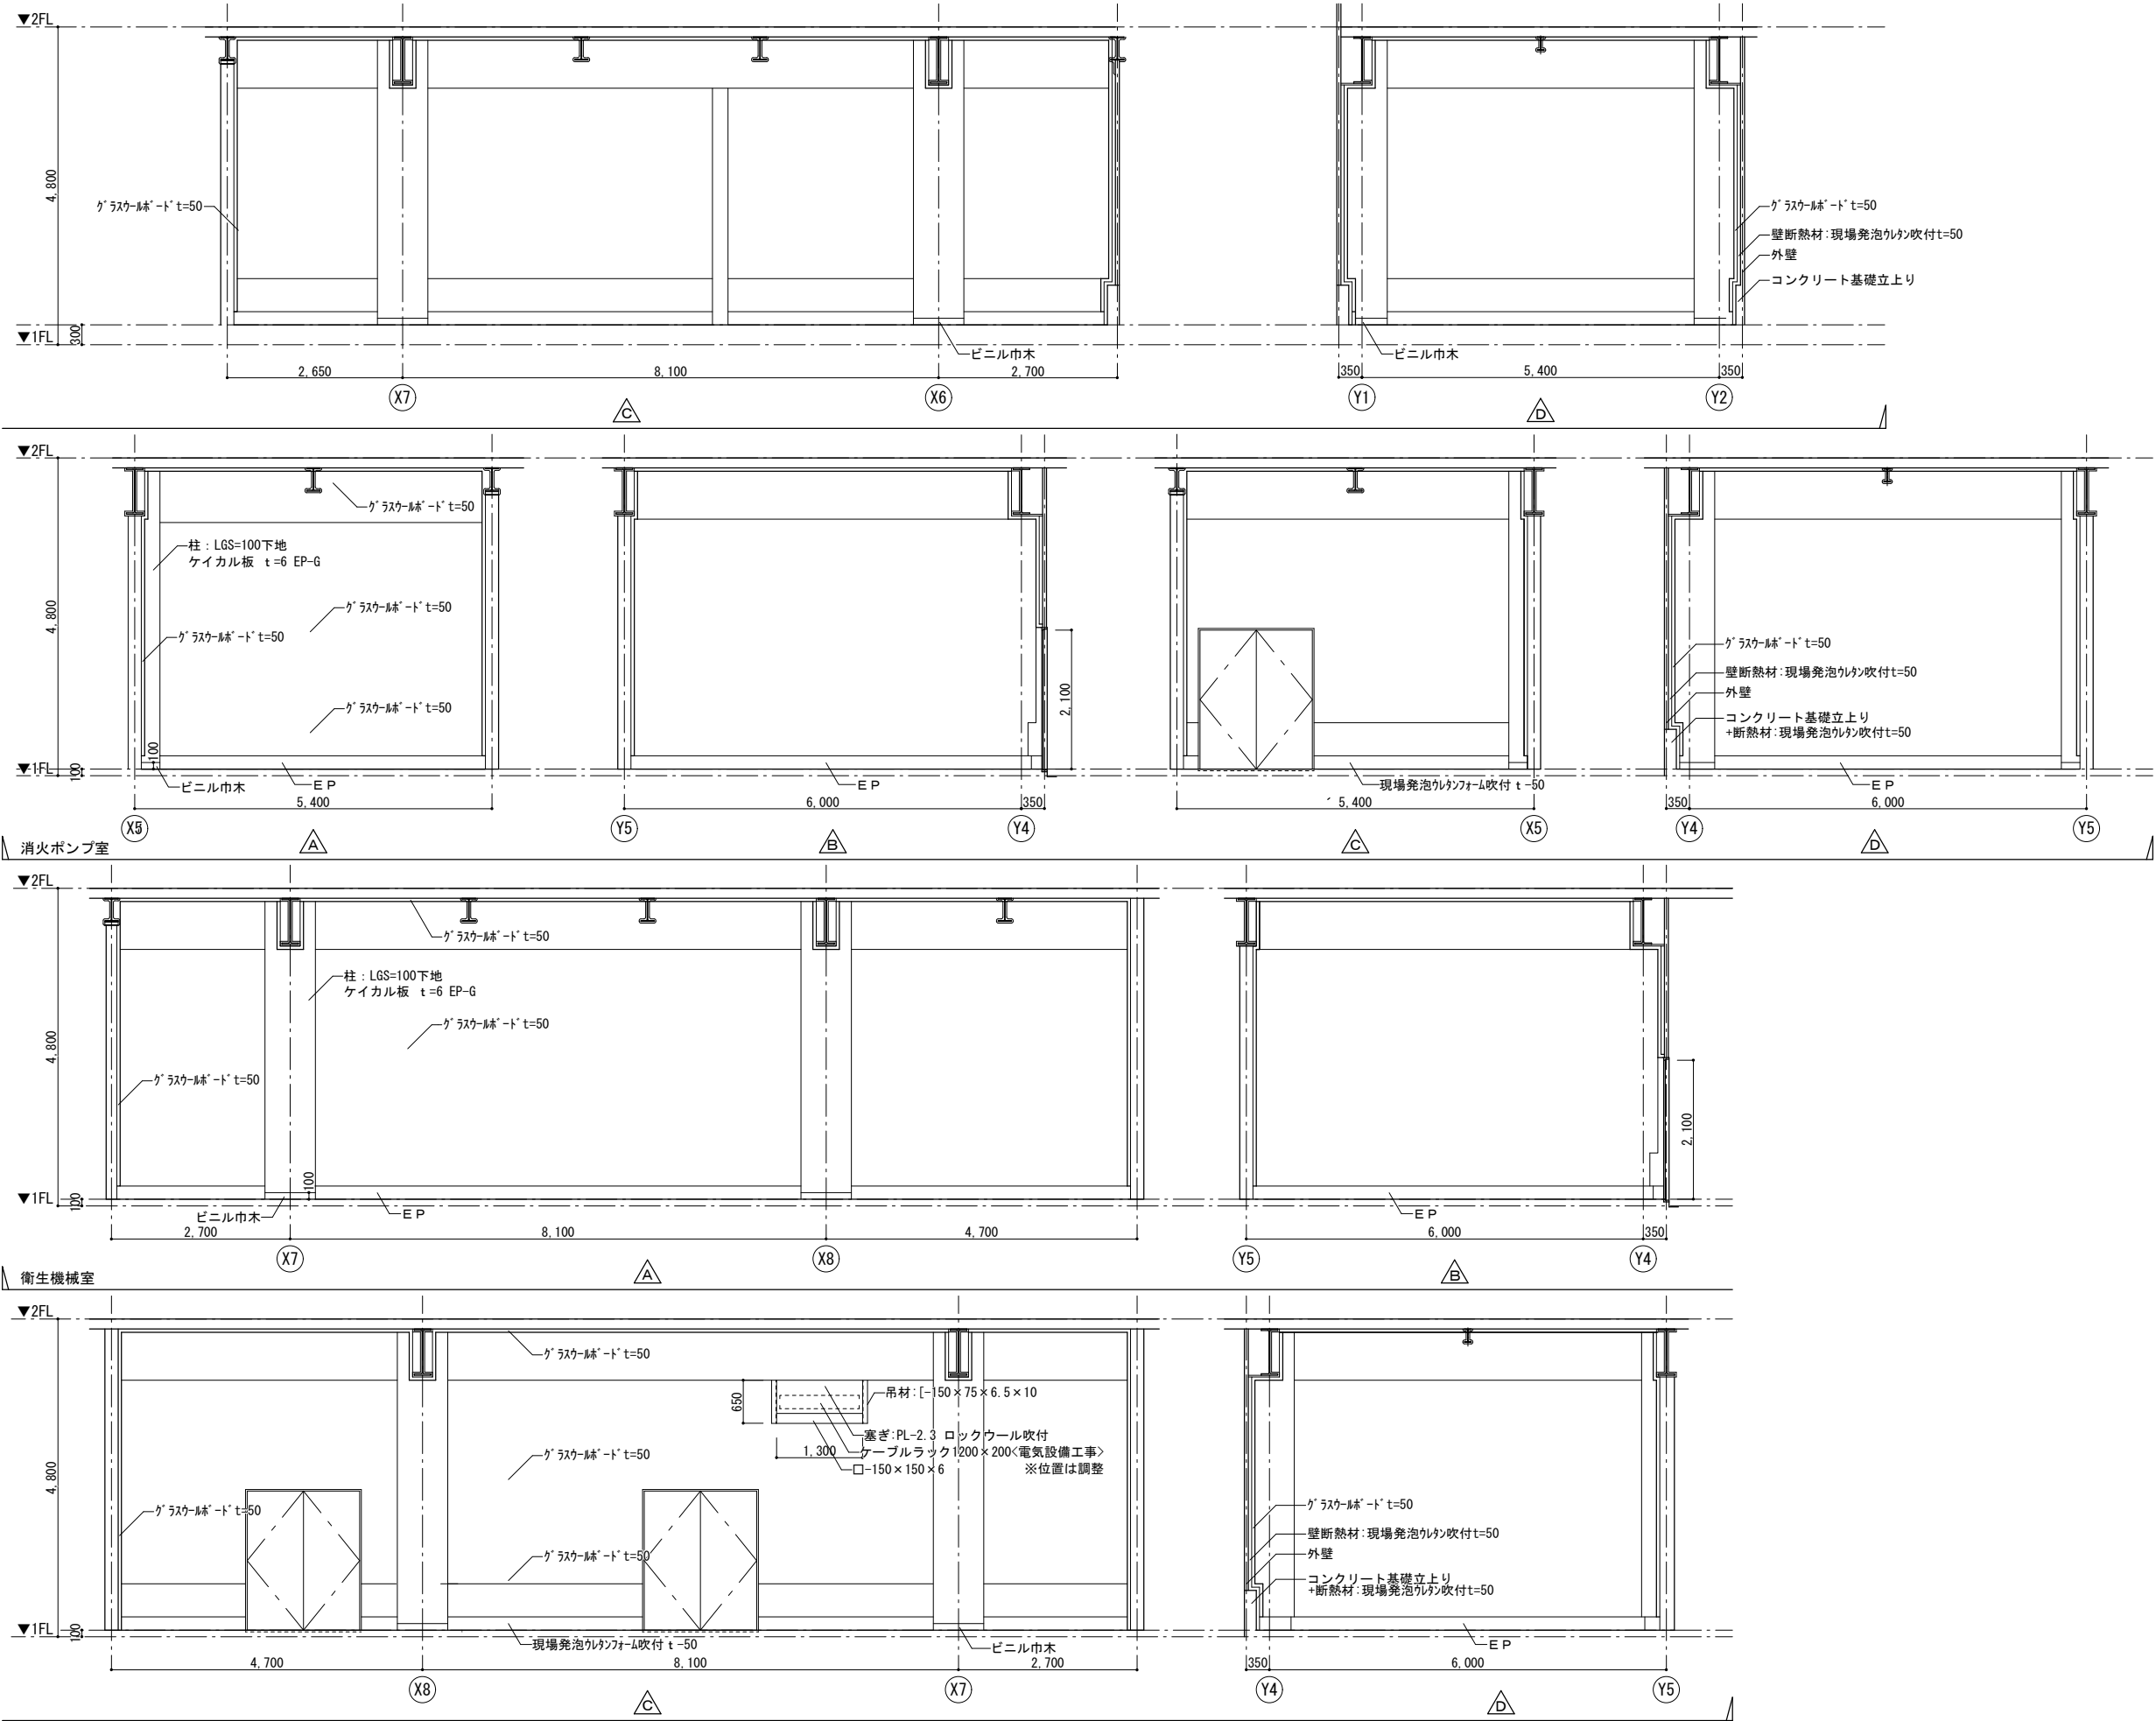 ▼2FL
4,800
グラスウールボードt=50
▼1FL
300
ビニル巾木
2,650
8,100
2,700
X7
X6
C
グラスウールボードt=50
壁断熱材:現場発泡ウレタン吹付t=50
外壁
コンクリート基礎立上り
ビニル巾木
350
5,400
350
Y1
Y2
D
▼2FL
4,800
グラスウールボードt=50
柱：LGS=100下地
ケイカル板 t=6 EP-G
グラスウールボードt=50
グラスウールボードt=50
グラスウールボードt=50
100
▼1FL
100
ビニル巾木
EP
5,400
X5
A
2,100
EP
6,000
350
Y5
Y4
B
現場発泡ウレタンフォーム吹付 t-50
5,400
X5
C
グラスウールボードt=50
壁断熱材:現場発泡ウレタン吹付t=50
外壁
コンクリート基礎立上り
+断熱材:現場発泡ウレタン吹付t=50
EP
350
6,000
Y4
Y5
D
消火ポンプ室
▼2FL
4,800
グラスウールボードt=50
柱：LGS=100下地
ケイカル板 t=6 EP-G
グラスウールボードt=50
グラスウールボードt=50
100
▼1FL
100
ビニル巾木
EP
2,700
8,100
4,700
X7
X8
A
2,100
EP
6,000
350
Y5
Y4
B
衛生機械室
▼2FL
4,800
グラスウールボードt=50
650
吊材:[-150×75×6.5×10
塞ぎ:PL-2.3 ロックウール吹付
1,300
ケーブルラック1200×200<電気設備工事>
□-150×150×6
※位置は調整
グラスウールボードt=50
グラスウールボードt=50
グラスウールボードt=50
▼1FL
100
現場発泡ウレタンフォーム吹付 t-50
ビニル巾木
4,700
8,100
2,700
X8
X7
C
グラスウールボードt=50
壁断熱材:現場発泡ウレタン吹付t=50
外壁
コンクリート基礎立上り
+断熱材:現場発泡ウレタン吹付t=50
EP
350
6,000
Y4
Y5
D